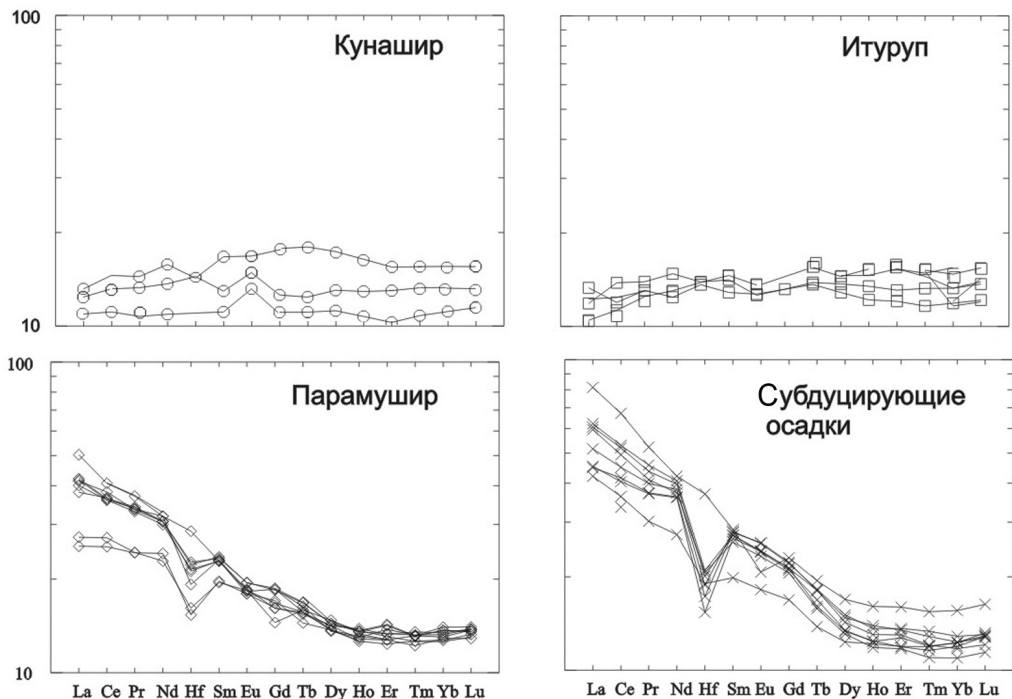 100
Кунашир
10
Итуруп
100
Парамушир
10
La Ce Pr Nd Hf Sm Eu Gd Tb Dy Ho Er Tm Yb Lu
Субдуцирующие
осадки
La Ce Pr Nd Hf Sm Eu Gd Tb Dy Ho Er Tm Yb Lu